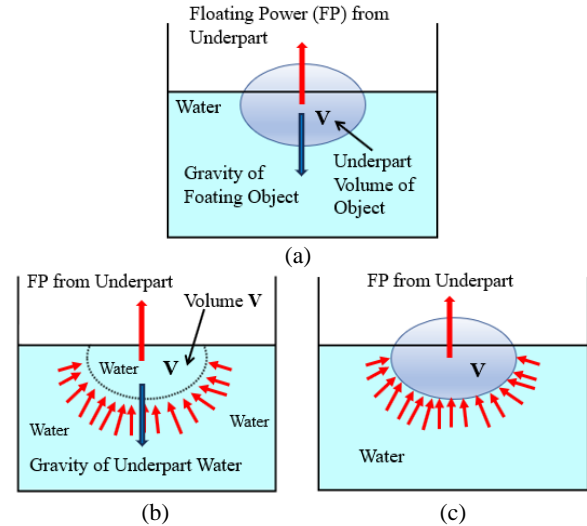 Floating Power (FP) from
Underpart
Water
V
Gravity of
Foating Object
Underpart
Volume of
Object
(a)
FP from Underpart
Volume V
Water
V
Water
Water
Gravity of Underpart Water
(b)
FP from Underpart
V
Water
(c)